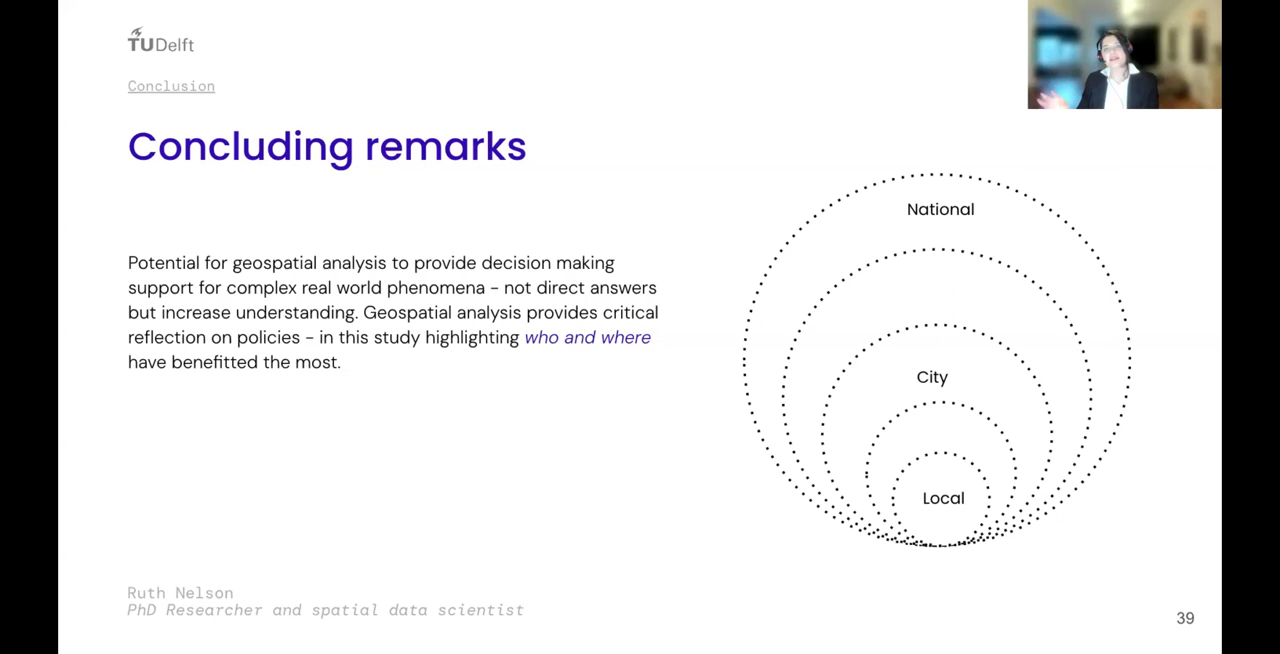 TUDelft
Conclusion
Concluding remarks
Potential for geospatial analysis to provide decision making
support for complex real world phenomena - not direct answers
but increase understanding. Geospatial analysis provides critical
reflection on policies - in this study highlighting who and where
have benefitted the most.
National
City
Local
Ruth Nelson
PhD Researcher and spatial data scientist
39